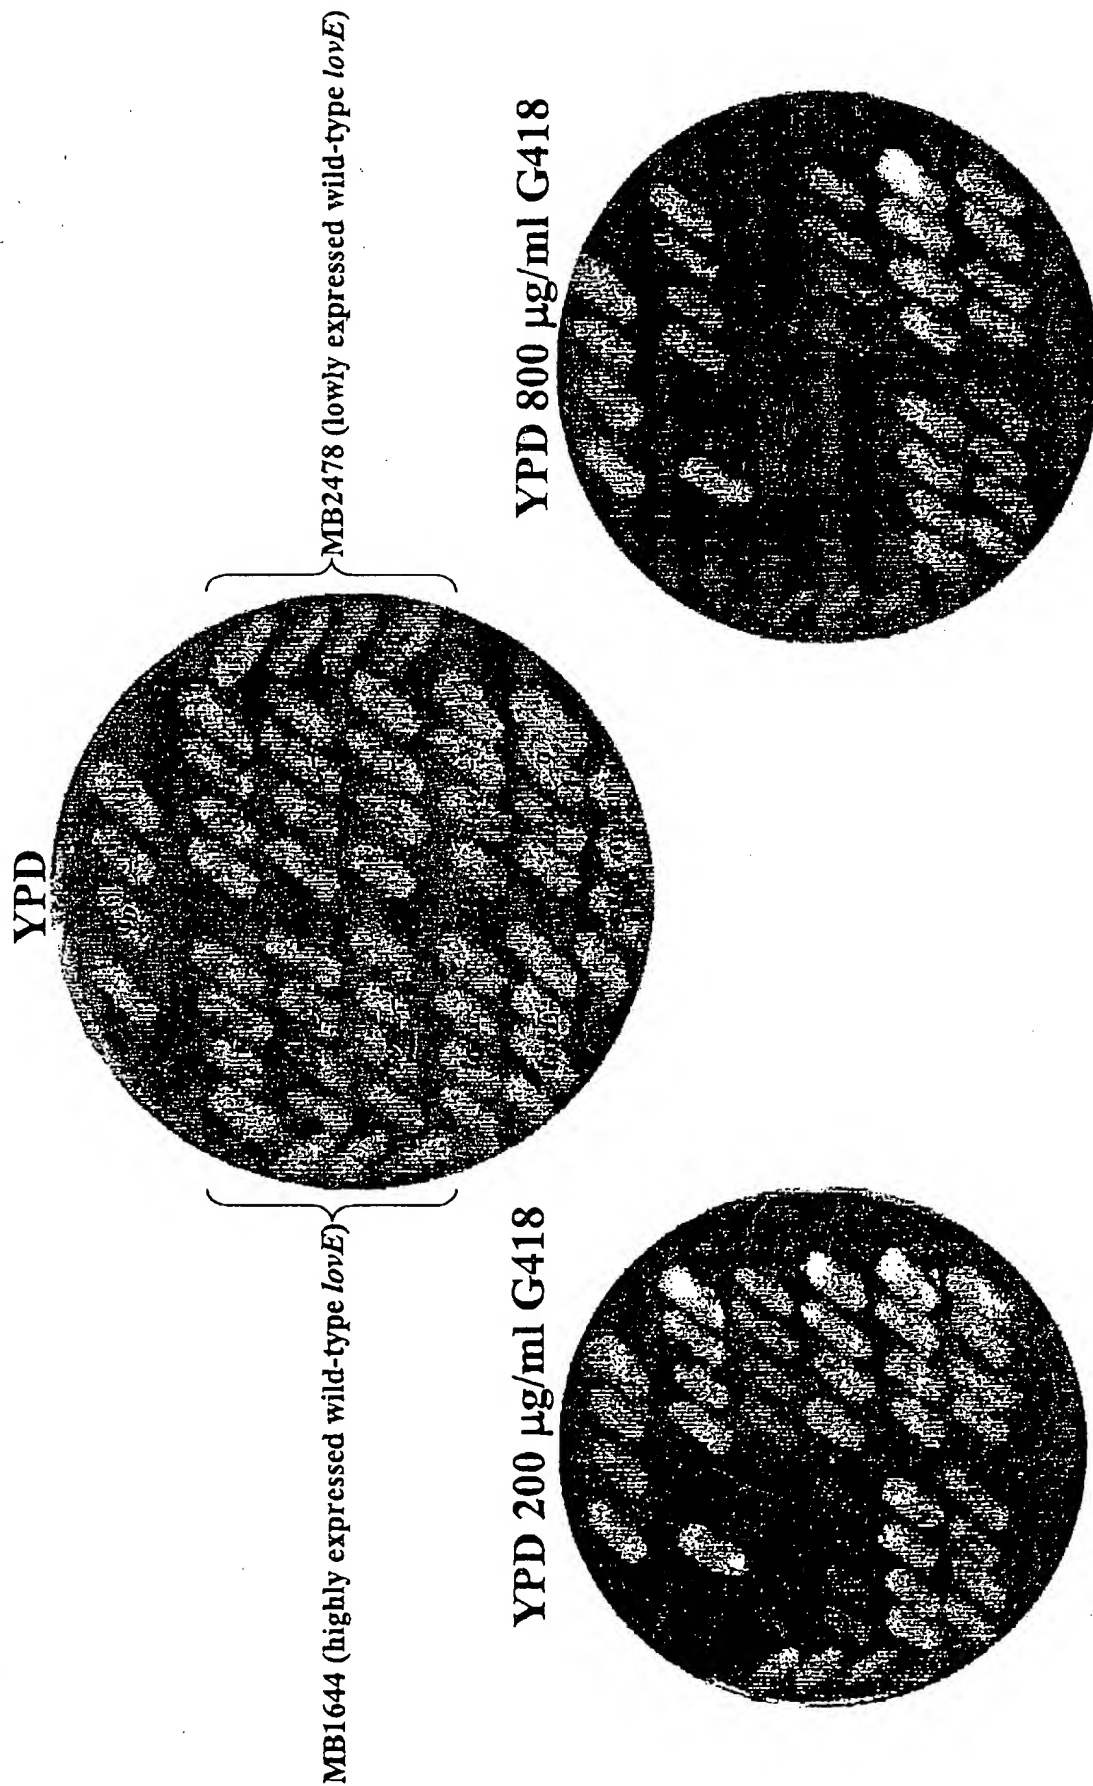 YPD
MB1644 (highly expressed wild-type lovE)
MB2478 (lowly expressed wild-type lovE)
YPD 200 µg/ml G418
YPD 800 µg/ml G418